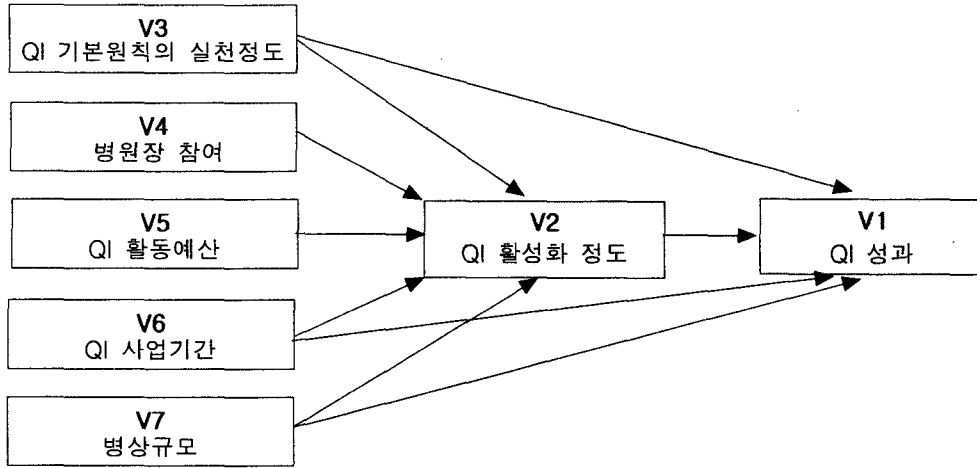 V3
QI 기본원칙의 실천정도
V4
병원장 참여
V5
QI 활동예산
V6
QI 사업기간
V7
병상규모
V2
QI 활성화 정도
V1
QI 성과